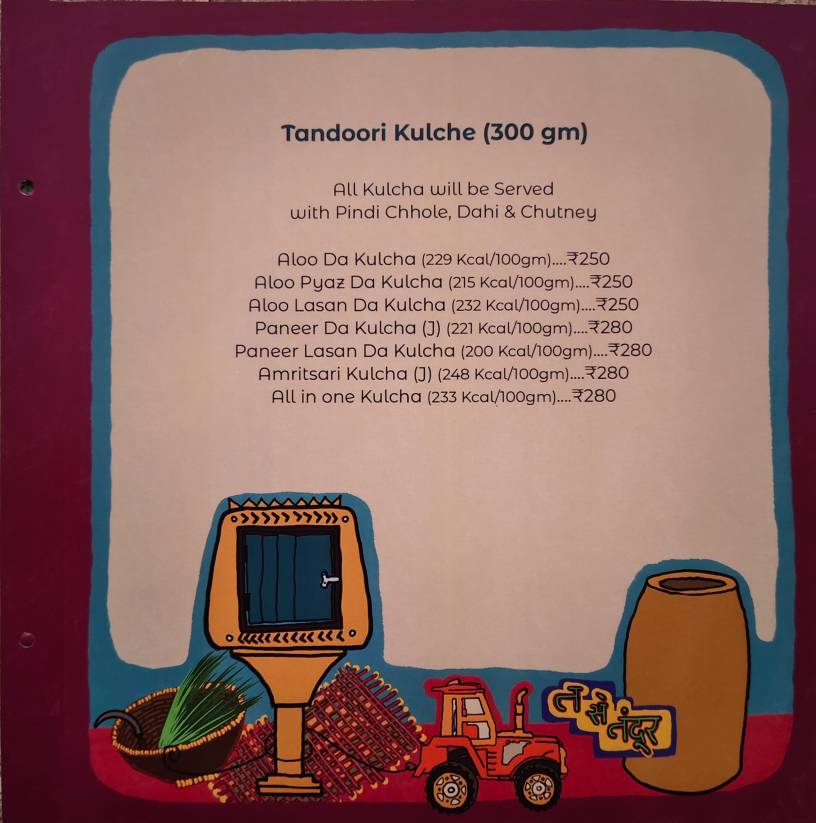 Tandoori Kulche (300 gm)
All Kulcha will be Served
with Pindi Chhole, Dahi & Chutney
Aloo Da Kulcha (229 Kcal/100gm)....₹250
Aloo Pyaz Da Kulcha (215 Kcal/100gm)....₹250
Aloo Lasan Da Kulcha (232 Kcal/100gm)....₹250
Paneer Da Kulcha (J) (221 Kcal/100gm)....₹280
Paneer Lasan Da Kulcha (200 Kcal/100gm)....₹280
Amritsari Kulcha (J) (248 Kcal/100gm)....₹280
All in one Kulcha (233 Kcal/100gm)....₹280
त से तंदूर